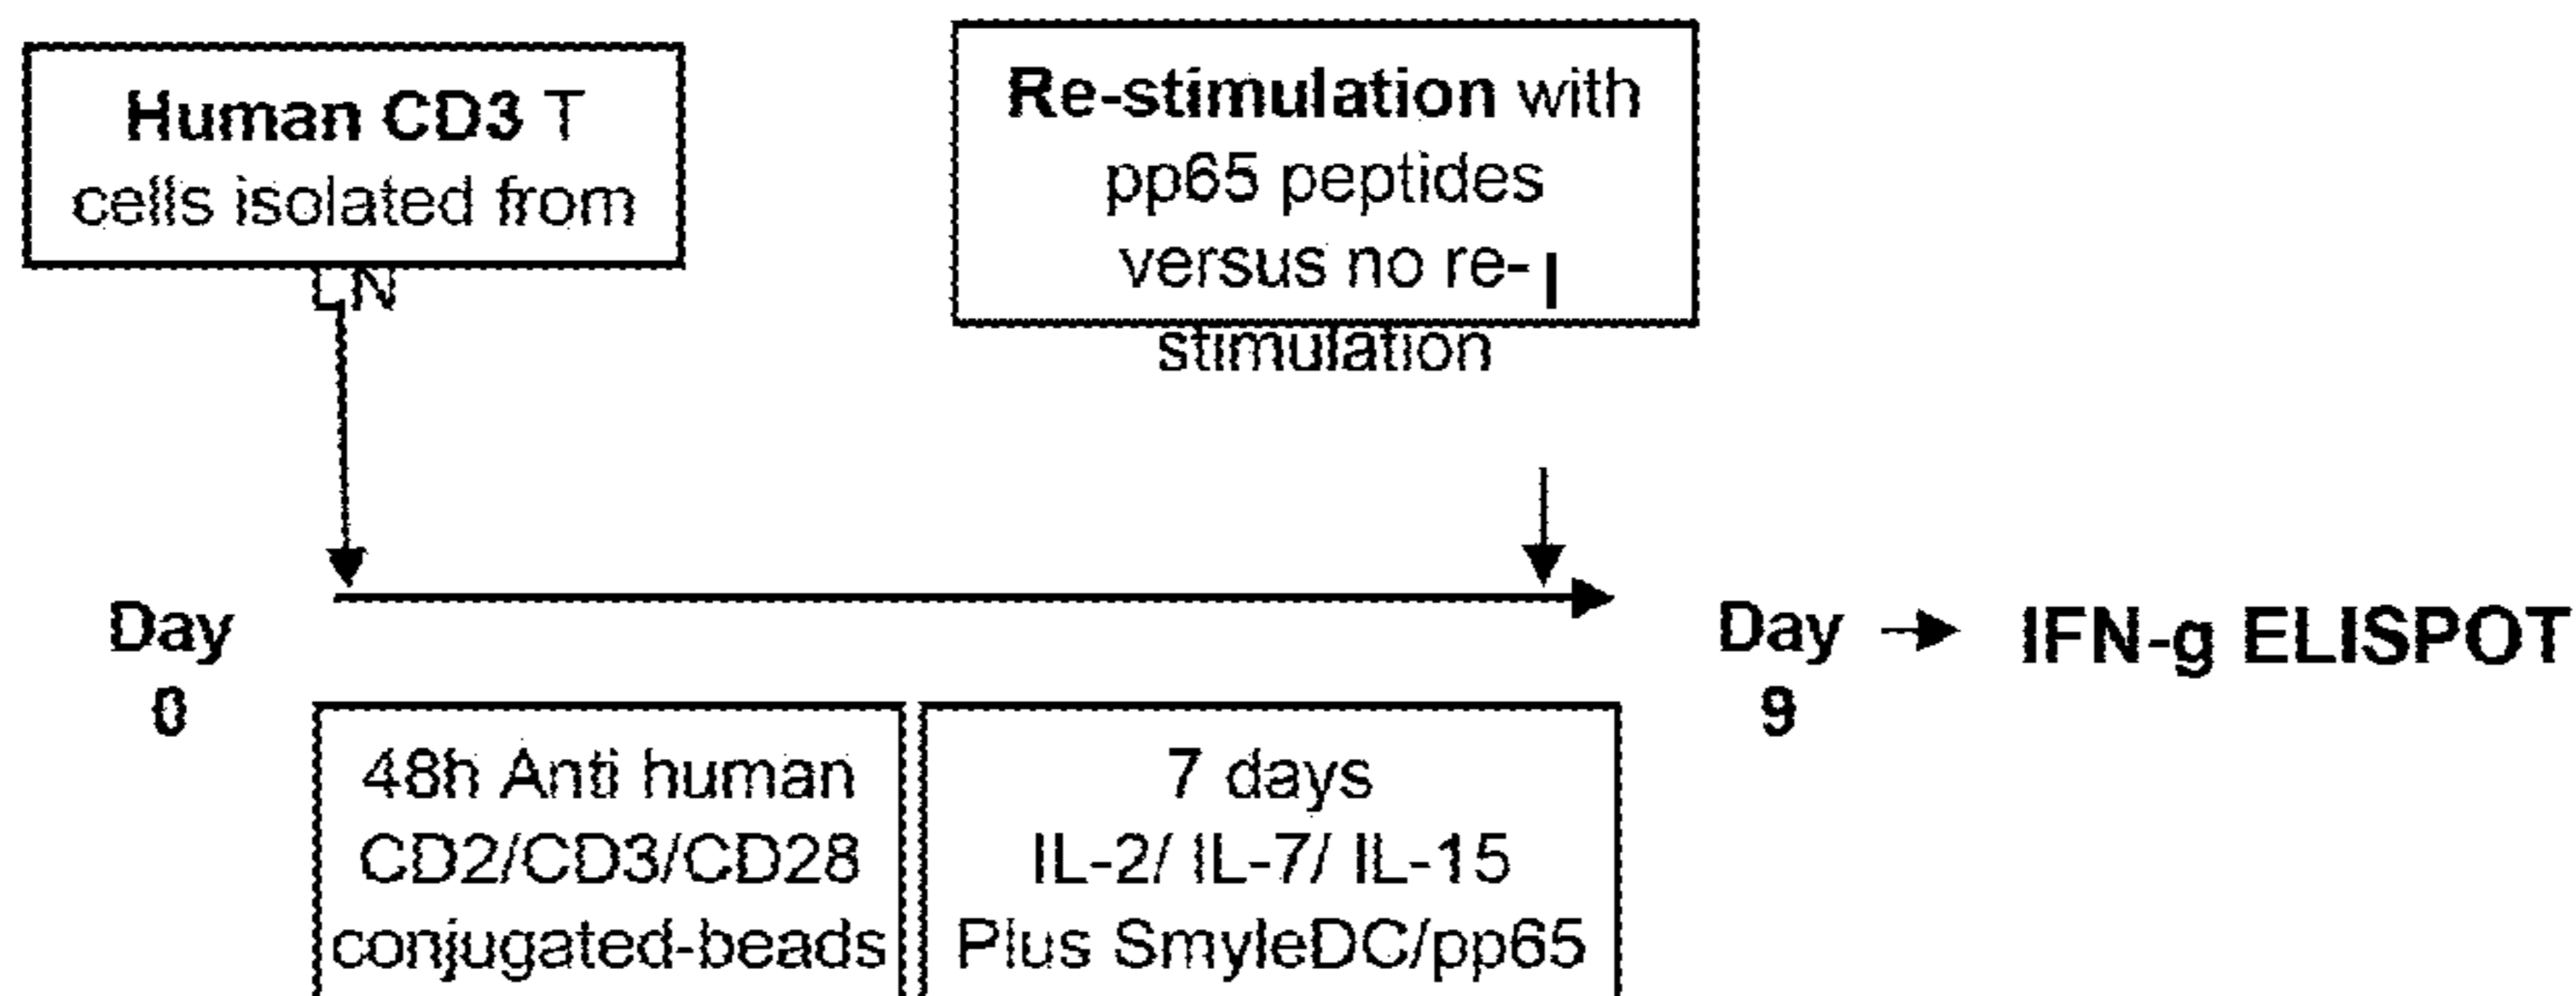 Human CD3 T
cells isolated from
LN
Re-stimulation with
pp65 peptides
versus no re-
stimulation
Day
0
Day
9
IFN-g ELISPOT
48h Anti human
CD2/CD3/CD28
conjugated-beads
7 days
IL-2/ IL-7/ IL-15
Plus SmyleDC/pp65